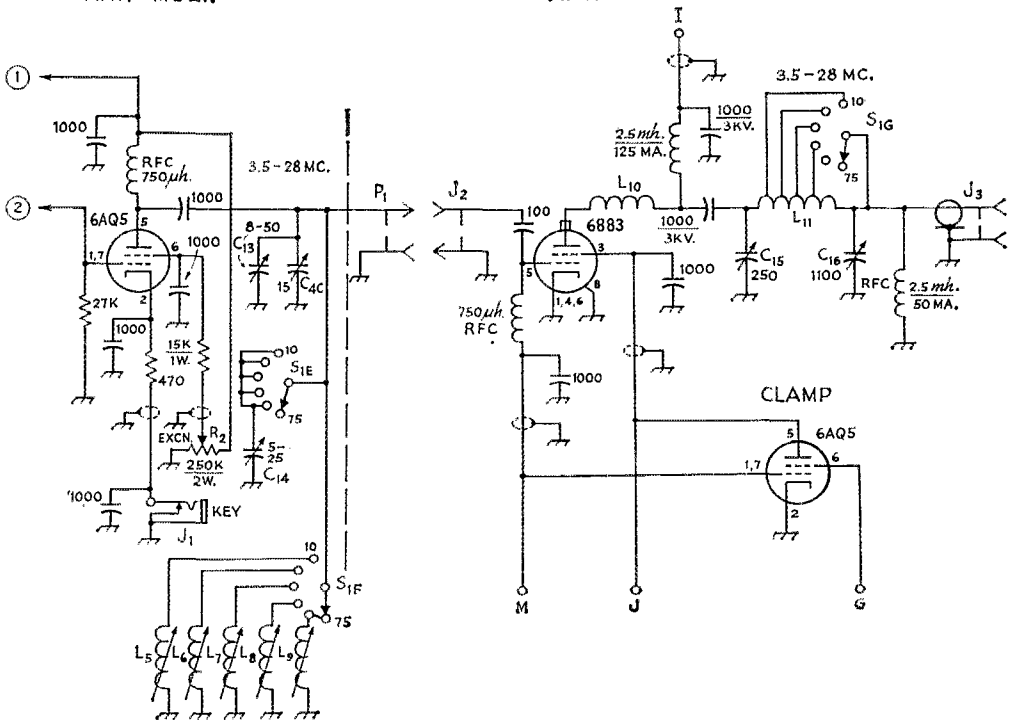 I
①
3.5-28 MC.
1000
1000
3KV.
10
S1G
2.5mh.
125 MA.
75
RFC
750μh.
3.5-28 MC.
L10
L11
J3
②
1000
P1
J2
6AQ5
5
100
6883
1000
3KV.
8-50
C13
6
1000
1,7
3
C15
250
C16
1100
15
C4C
5
1000
2
8
1,4,6
RFC
2.5mh.
50MA.
27K
750μh.
RFC
1000
15K
1W.
10
470
S1E
1000
CLAMP
75
EXCN.
R2
5
6AQ5
6
250K
2W.
5-
25
C14
1,7
1000
KEY
2
J1
10
S1F
M
J
G
75
L5
L6
L7
L8
L9